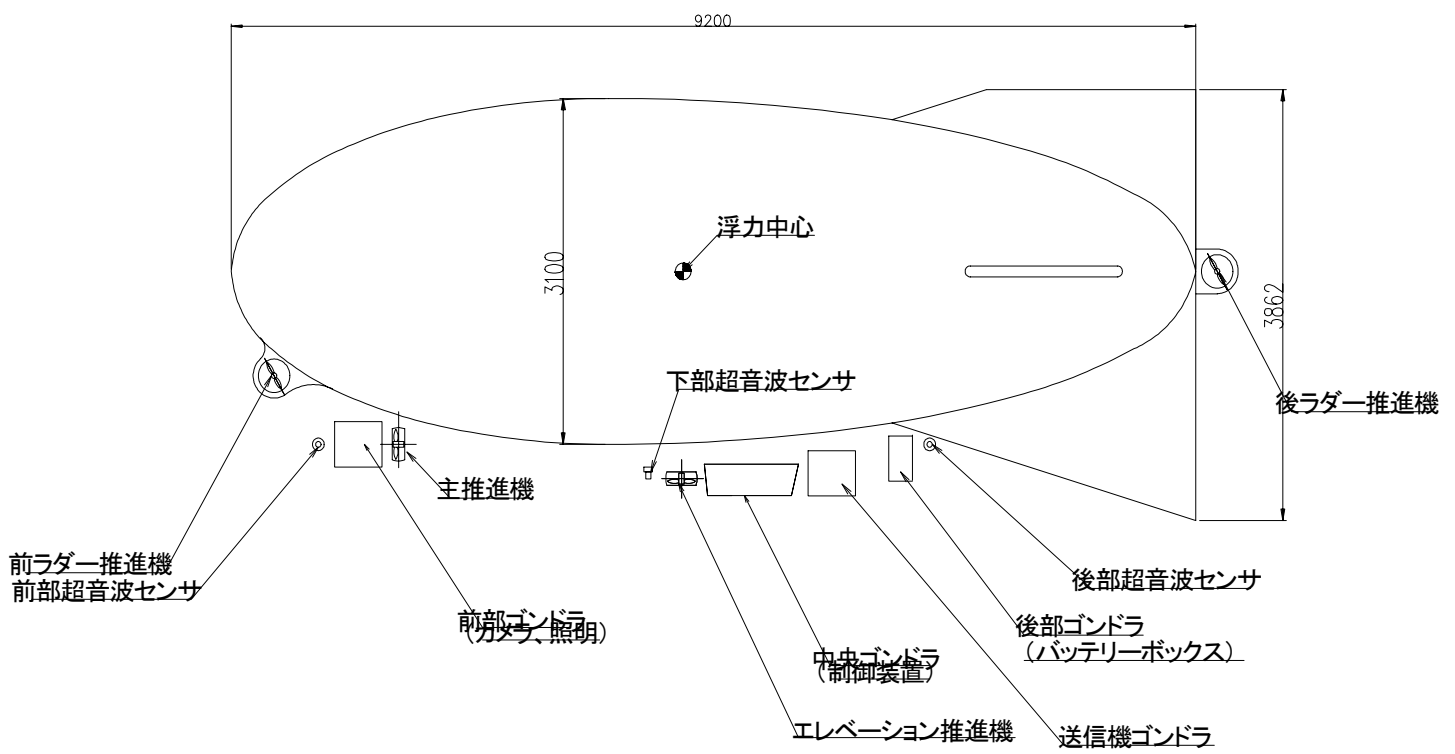 9200
浮力中心
3100
3862
下部超音波センサ
後ラダー推進機
主推進機
前ラダー推進機
前部超音波センサ
後部超音波センサ
前部ゴンドラ
(カメラ、照明)
後部ゴンドラ
(バッテリーボックス)
中央ゴンドラ
(制御装置)
エレベーション推進機
送信機ゴンドラ